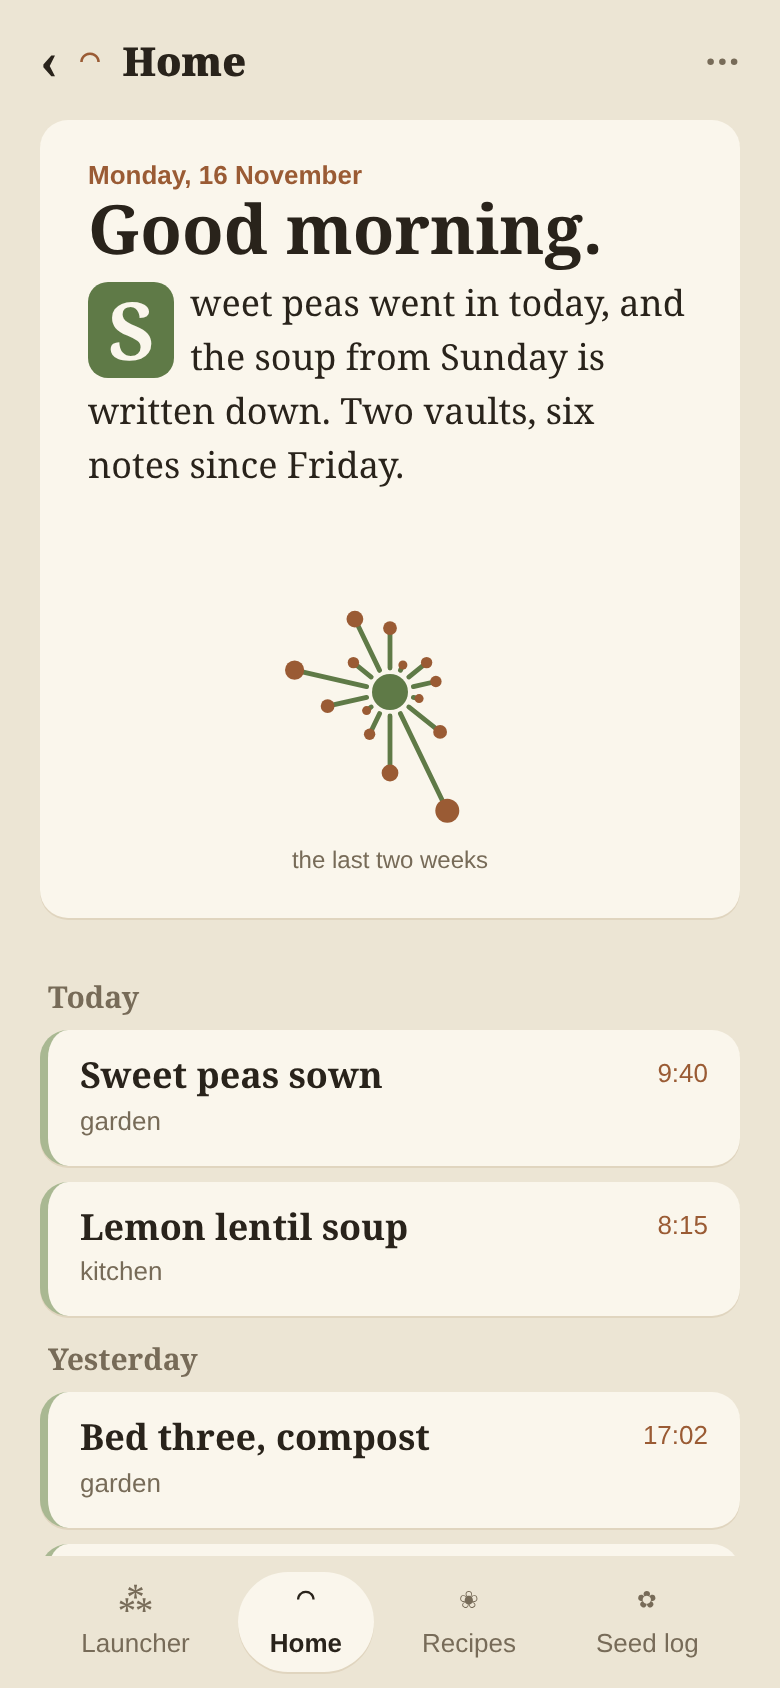 Home
Monday, 16 November
Good morning.
Sweet peas went in today, and
the soup from Sunday is
written down. Two vaults, six
notes since Friday.
the last two weeks
Today
Sweet peas sown 9:40
garden
Lemon lentil soup 8:15
kitchen
Yesterday
Bed three, compost 17:02
garden
Launcher Home Recipes Seed log